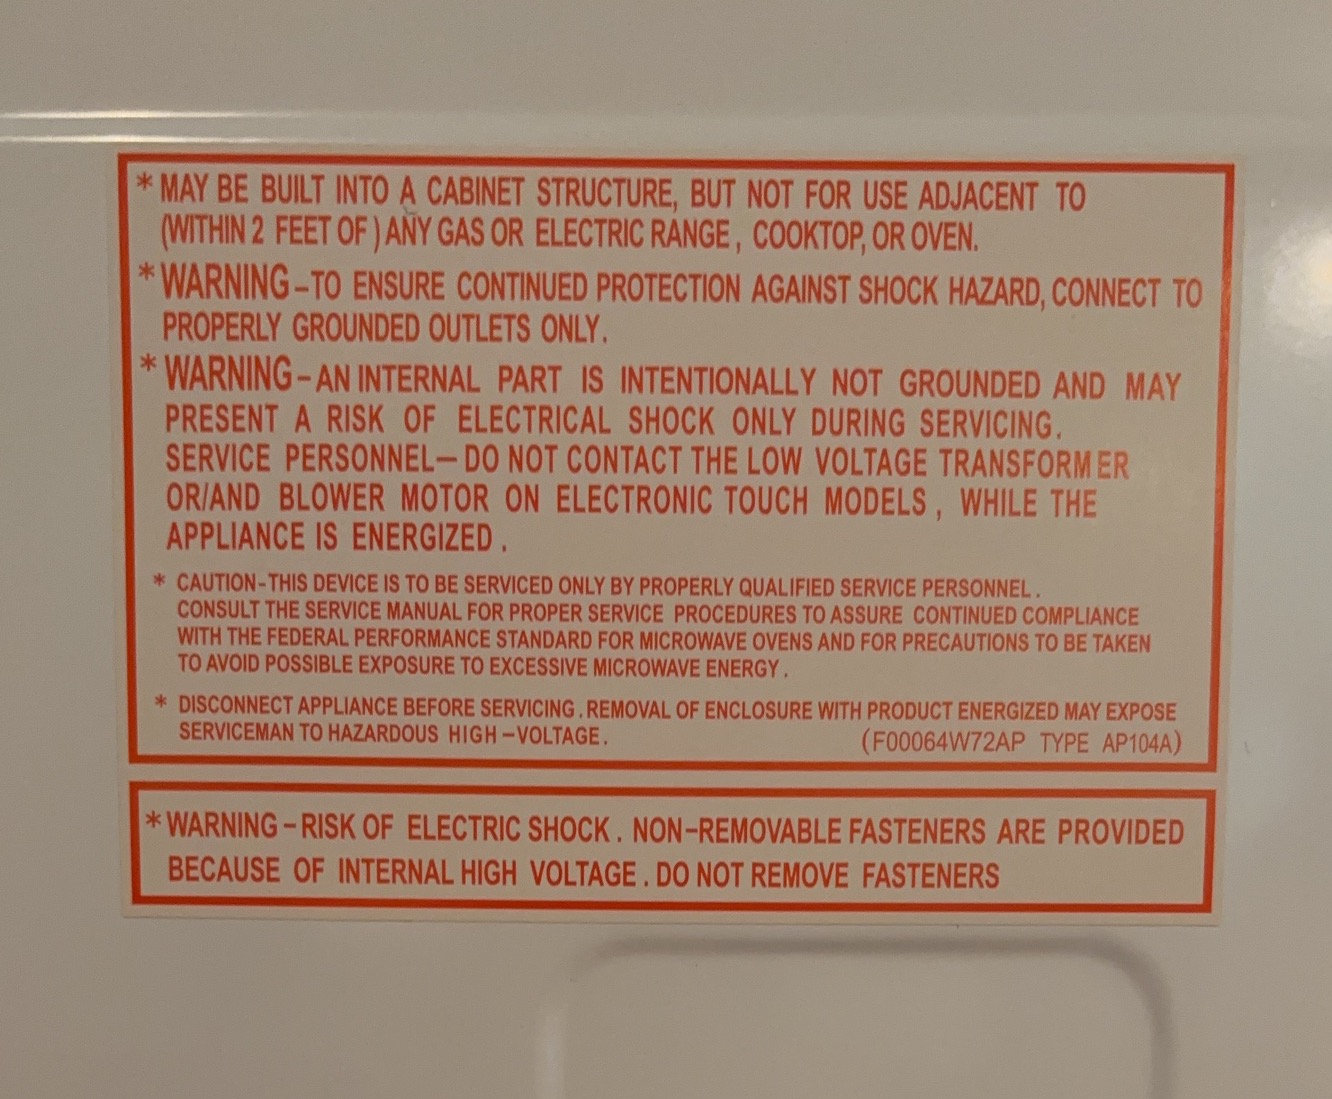 * MAY BE BUILT INTO A CABINET STRUCTURE, BUT NOT FOR USE ADJACENT TO
(WITHIN 2 FEET OF ) ANY GAS OR ELECTRIC RANGE , COOKTOP, OR OVEN.
* WARNING – TO ENSURE CONTINUED PROTECTION AGAINST SHOCK HAZARD, CONNECT TO
PROPERLY GROUNDED OUTLETS ONLY.
* WARNING – AN INTERNAL PART IS INTENTIONALLY NOT GROUNDED AND MAY
PRESENT A RISK OF ELECTRICAL SHOCK ONLY DURING SERVICING.
SERVICE PERSONNEL— DO NOT CONTACT THE LOW VOLTAGE TRANSFORMER
OR/AND BLOWER MOTOR ON ELECTRONIC TOUCH MODELS , WHILE THE
APPLIANCE IS ENERGIZED .
* CAUTION-THIS DEVICE IS TO BE SERVICED ONLY BY PROPERLY QUALIFIED SERVICE PERSONNEL .
CONSULT THE SERVICE MANUAL FOR PROPER SERVICE PROCEDURES TO ASSURE CONTINUED COMPLIANCE
WITH THE FEDERAL PERFORMANCE STANDARD FOR MICROWAVE OVENS AND FOR PRECAUTIONS TO BE TAKEN
TO AVOID POSSIBLE EXPOSURE TO EXCESSIVE MICROWAVE ENERGY .
* DISCONNECT APPLIANCE BEFORE SERVICING . REMOVAL OF ENCLOSURE WITH PRODUCT ENERGIZED MAY EXPOSE
SERVICEMAN TO HAZARDOUS HIGH –VOLTAGE . (F00064W72AP TYPE AP104A)
* WARNING – RISK OF ELECTRIC SHOCK . NON–REMOVABLE FASTENERS ARE PROVIDED
BECAUSE OF INTERNAL HIGH VOLTAGE . DO NOT REMOVE FASTENERS